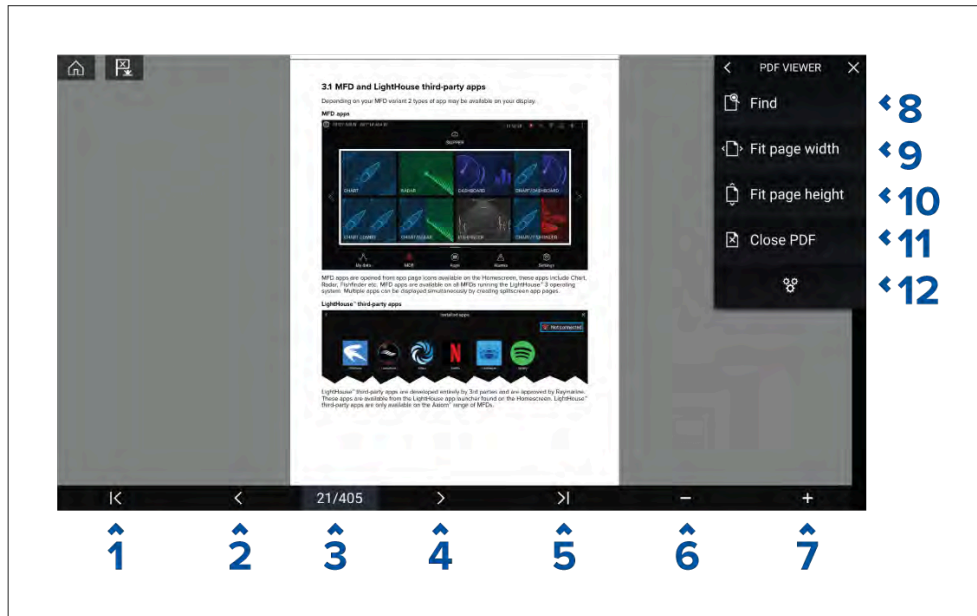 PDF VIEWER
3.1 MFD and LightHouse third-party apps
Find
8
Depending on your MFD variant 2 types of app may be available on your display.
MFD apps
Fit page width
9
CHART
RADAR
DASHBOARD
Fit page height
10
Close PDF
11
My data
MOB
Apps
Alarms
Settings
12
MFD apps are opened from app page icons available on the Homescreen, these apps include Chart,
Radar, Fishfinder etc. MFD apps are available on all MFDs running the LightHouse™ 3 operating
system. Multiple apps can be displayed simultaneously by creating splitscreen app pages.
LightHouse™ third-party apps
Installed apps
Not connected
LightHouse™ third-party apps are developed entirely by 3rd parties and are approved by Raymarine.
These apps are available from the LightHouse app launcher found on the Homescreen. LightHouse™
third-party apps are only available on the Axiom™ range of MFDs.
21/405
1
2
3
4
5
6
7